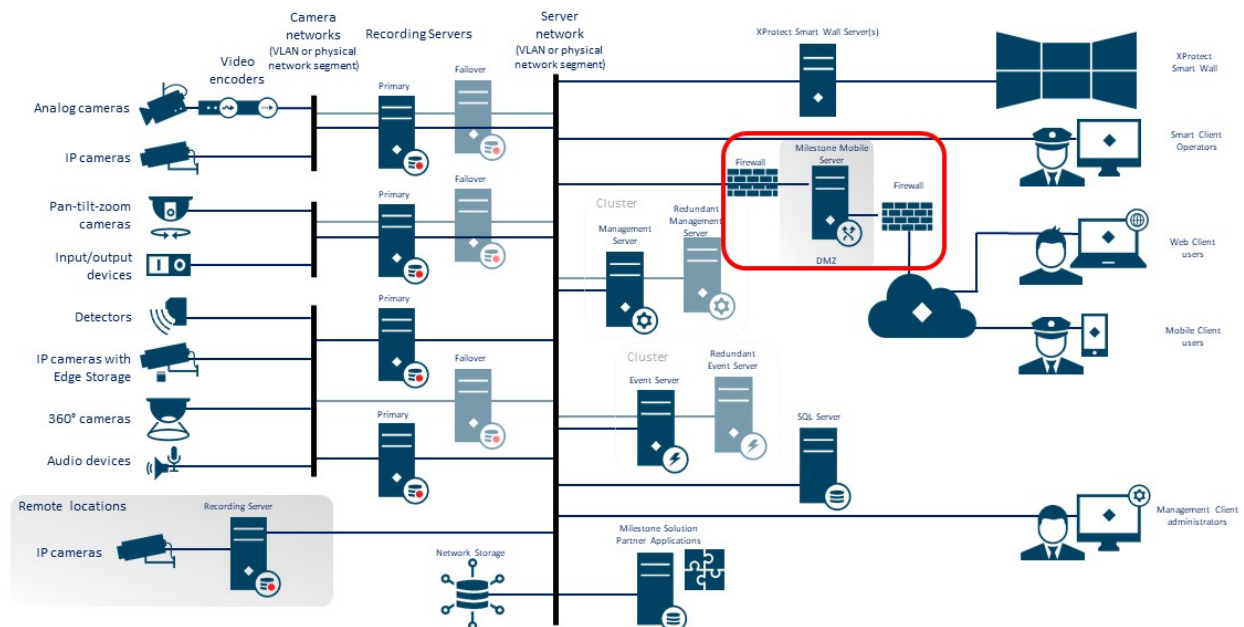 Camera
networks
(VLAN or physical
network segment)
Recording Servers
Server
network
(VLAN or physical
network segment)
Video
encoders
Primary
Failover
XProtect Smart Wall Server(s)
XProtect
Smart Wall
Analog cameras
IP cameras
Smart Client
Operators
Milestone Mobile
Server
Firewall
Firewall
DMZ
Primary
Failover
Pan-tilt-zoom
cameras
Input/output
devices
Cluster
Management
Server
Redundant
Management
Server
Web Client
users
Mobile Client
users
Detectors
IP cameras with
Edge Storage
360° cameras
Audio devices
Primary
Failover
Primary
Cluster
Event Server
Redundant
Event Server
SQL Server
Remote locations
Recording Server
IP cameras
Management Client
administrators
Network Storage
Milestone Solution
Partner Applications